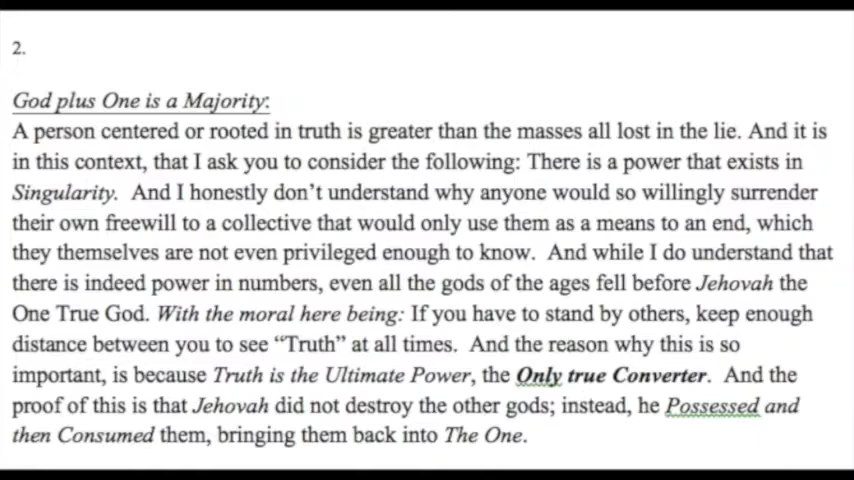 2.
God plus One is a Majority:
A person centered or rooted in truth is greater than the masses all lost in the lie. And it is
in this context, that I ask you to consider the following: There is a power that exists in
Singularity. And I honestly don't understand why anyone would so willingly surrender
their own freewill to a collective that would only use them as a means to an end, which
they themselves are not even privileged enough to know. And while I do understand that
there is indeed power in numbers, even all the gods of the ages fell before Jehovah the
One True God. With the moral here being: If you have to stand by others, keep enough
distance between you to see “Truth” at all times. And the reason why this is so
important, is because Truth is the Ultimate Power, the Only true Converter. And the
proof of this is that Jehovah did not destroy the other gods; instead, he Possessed and
then Consumed them, bringing them back into The One.